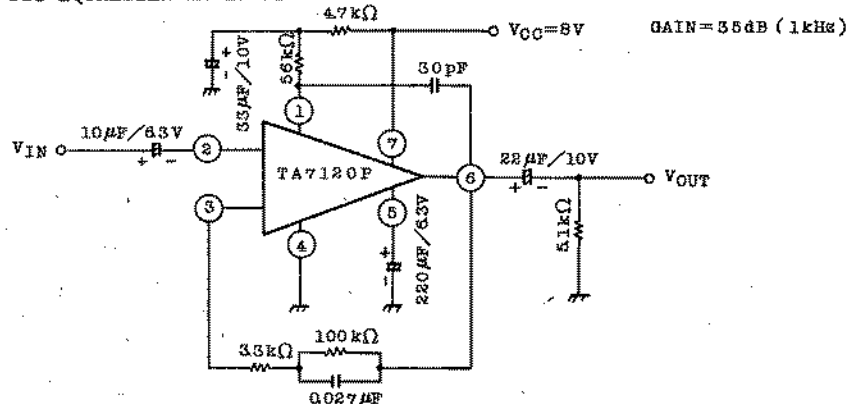 4.7kΩ
VCC=8V
GAIN=35dB (1kHz)
33μF/10V
56kΩ
30pF
1
10μF/6.3V
VIN
2
7
22μF/10V
TA7120P
6
VOUT
3
5
4
220μF/6.3V
5.1kΩ
3.3kΩ
100kΩ
0.027μF